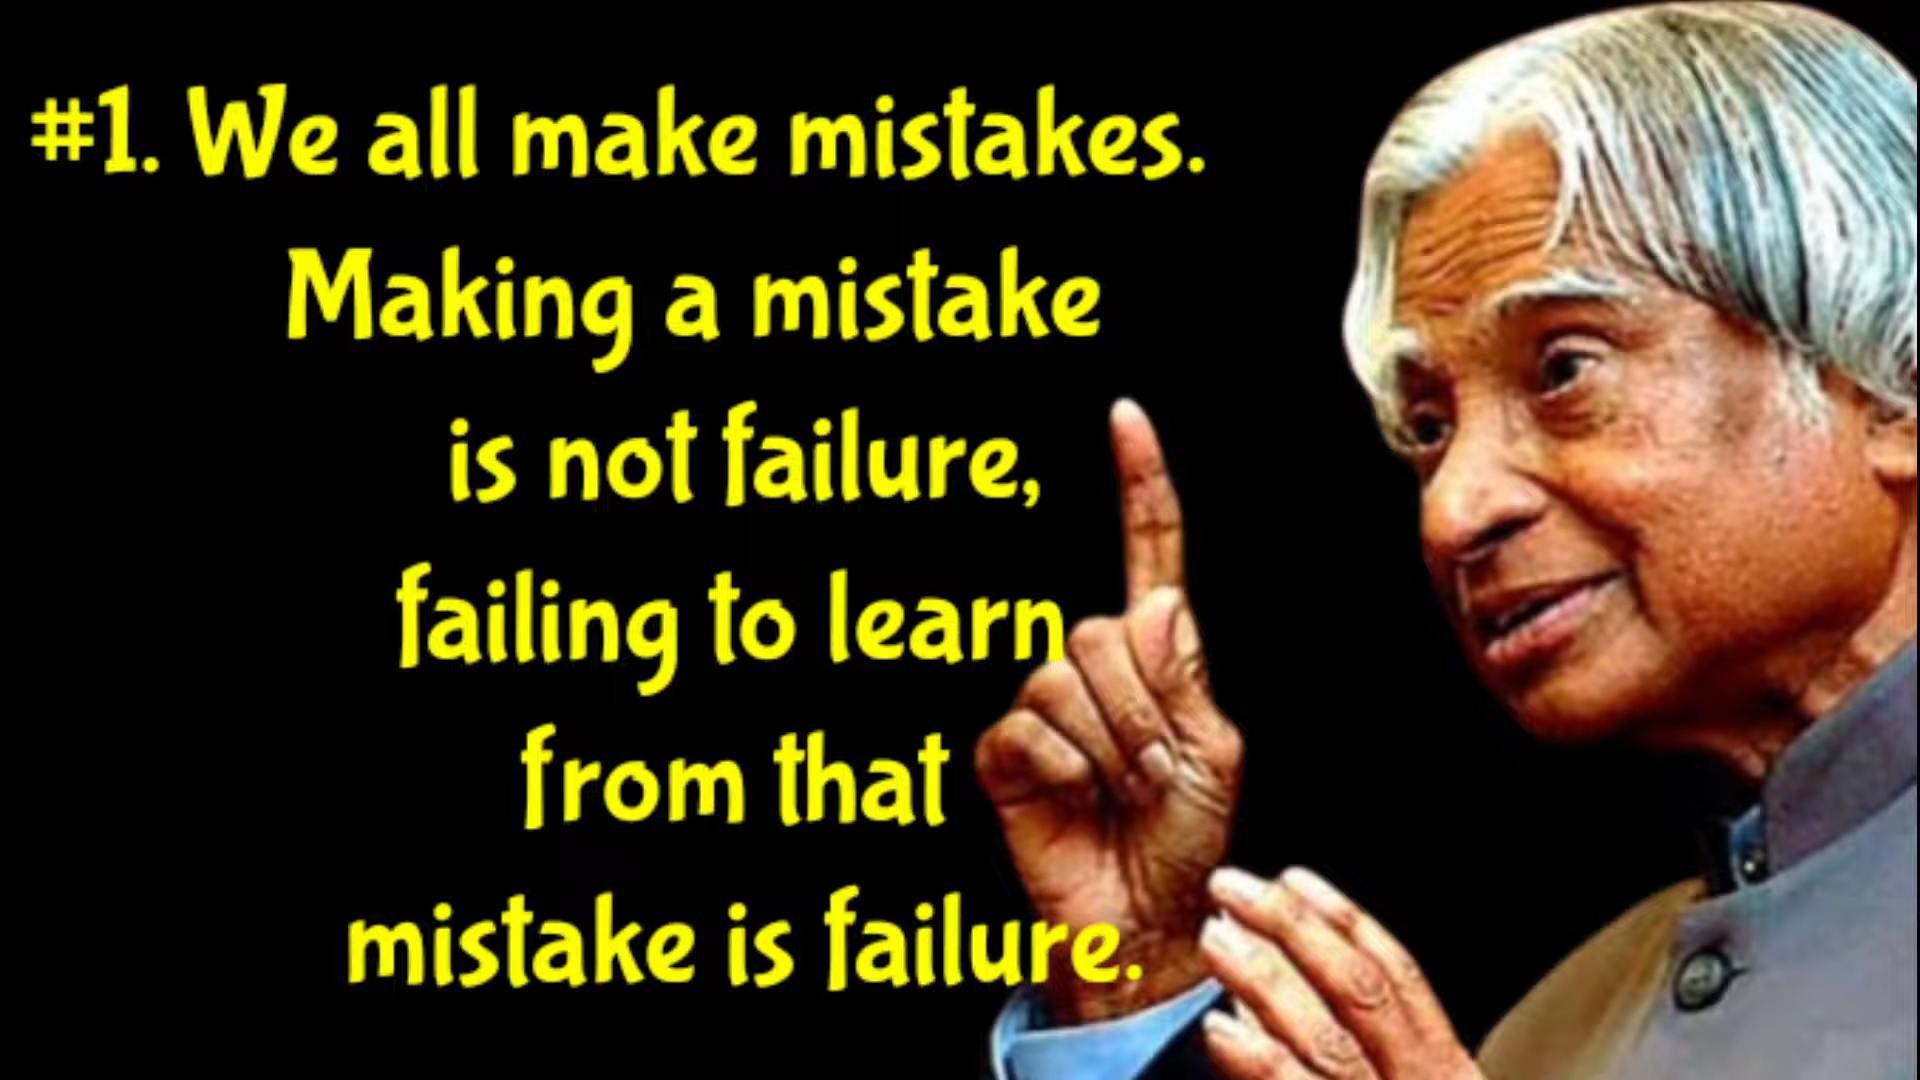 #1. We all make mistakes.
Making a mistake
is not failure,
failing to learn
from that
mistake is failure.